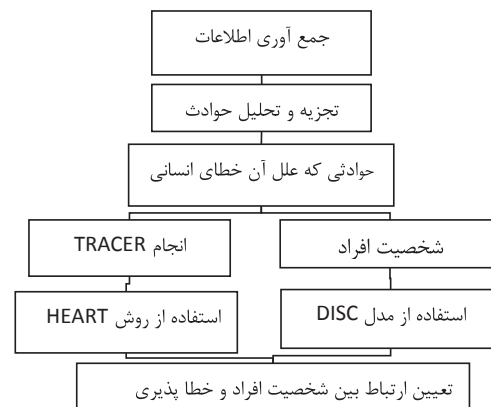 جمع آوری اطلاعات
تجزیه و تحلیل حوادث
حوادثی که علل آن خطای انسانی
شخصیت افراد
انجام TRACER
استفاده از مدل DISC
استفاده از روش HEART
تعیین ارتباط بین شخصیت افراد و خطا پذیری